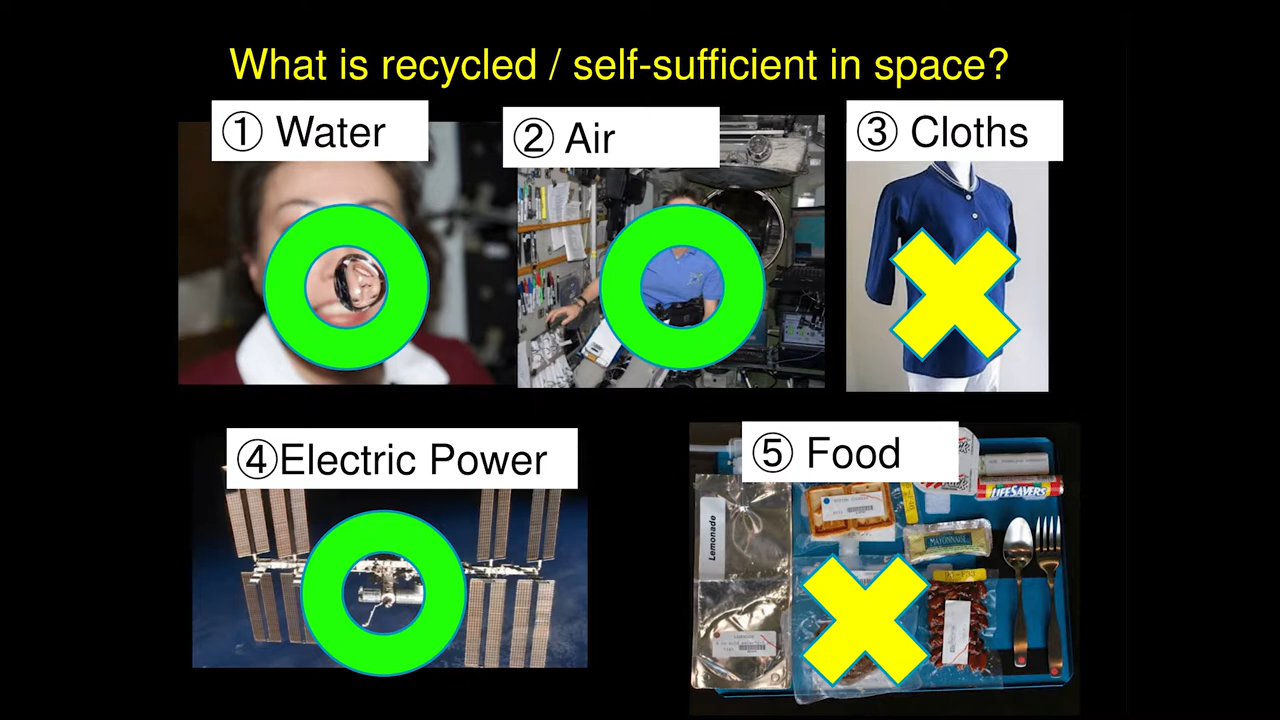 What is recycled / self-sufficient in space?
① Water
② Air
③ Cloths
④Electric Power
⑤ Food
LIFESAVERS
Lemonade
MAYONNAISE